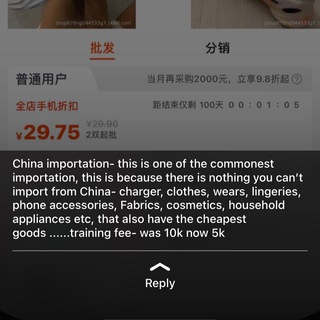 批发
分销
普通用户
当月再采购2000元，立享9.8折起
全店手机折扣
距结束仅剩 100天 00:01:05
¥29.75
¥29.90
2双起批
China importation- this is one of the commonest
importation, this is because there is nothing you can't
import from China- charger, clothes, wears, lingeries,
phone accessories, Fabrics, cosmetics, household
appliances etc, that also have the cheapest
goods ......training fee- was 10k now 5k
Reply